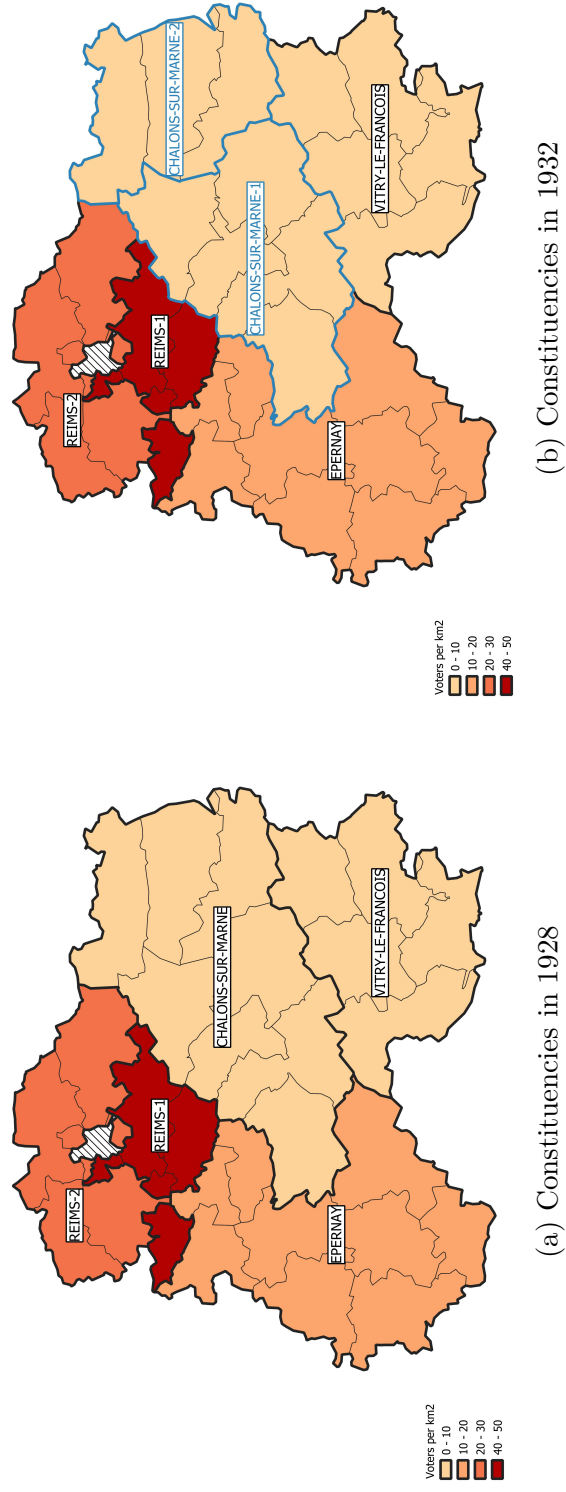 Voters per km2
0 - 10
10 - 20
20 - 30
40 - 50
REIMS-2
REIMS-1
CHALONS-SUR-MARNE
EPERNAY
VITRY-LE-FRANCOIS
(a) Constituencies in 1928
Voters per km2
0 - 10
10 - 20
20 - 30
40 - 50
REIMS-2
REIMS-1
CHALONS-SUR-MARNE-2
CHALONS-SUR-MARNE-1
EPERNAY
VITRY-LE-FRANCOIS
(b) Constituencies in 1932